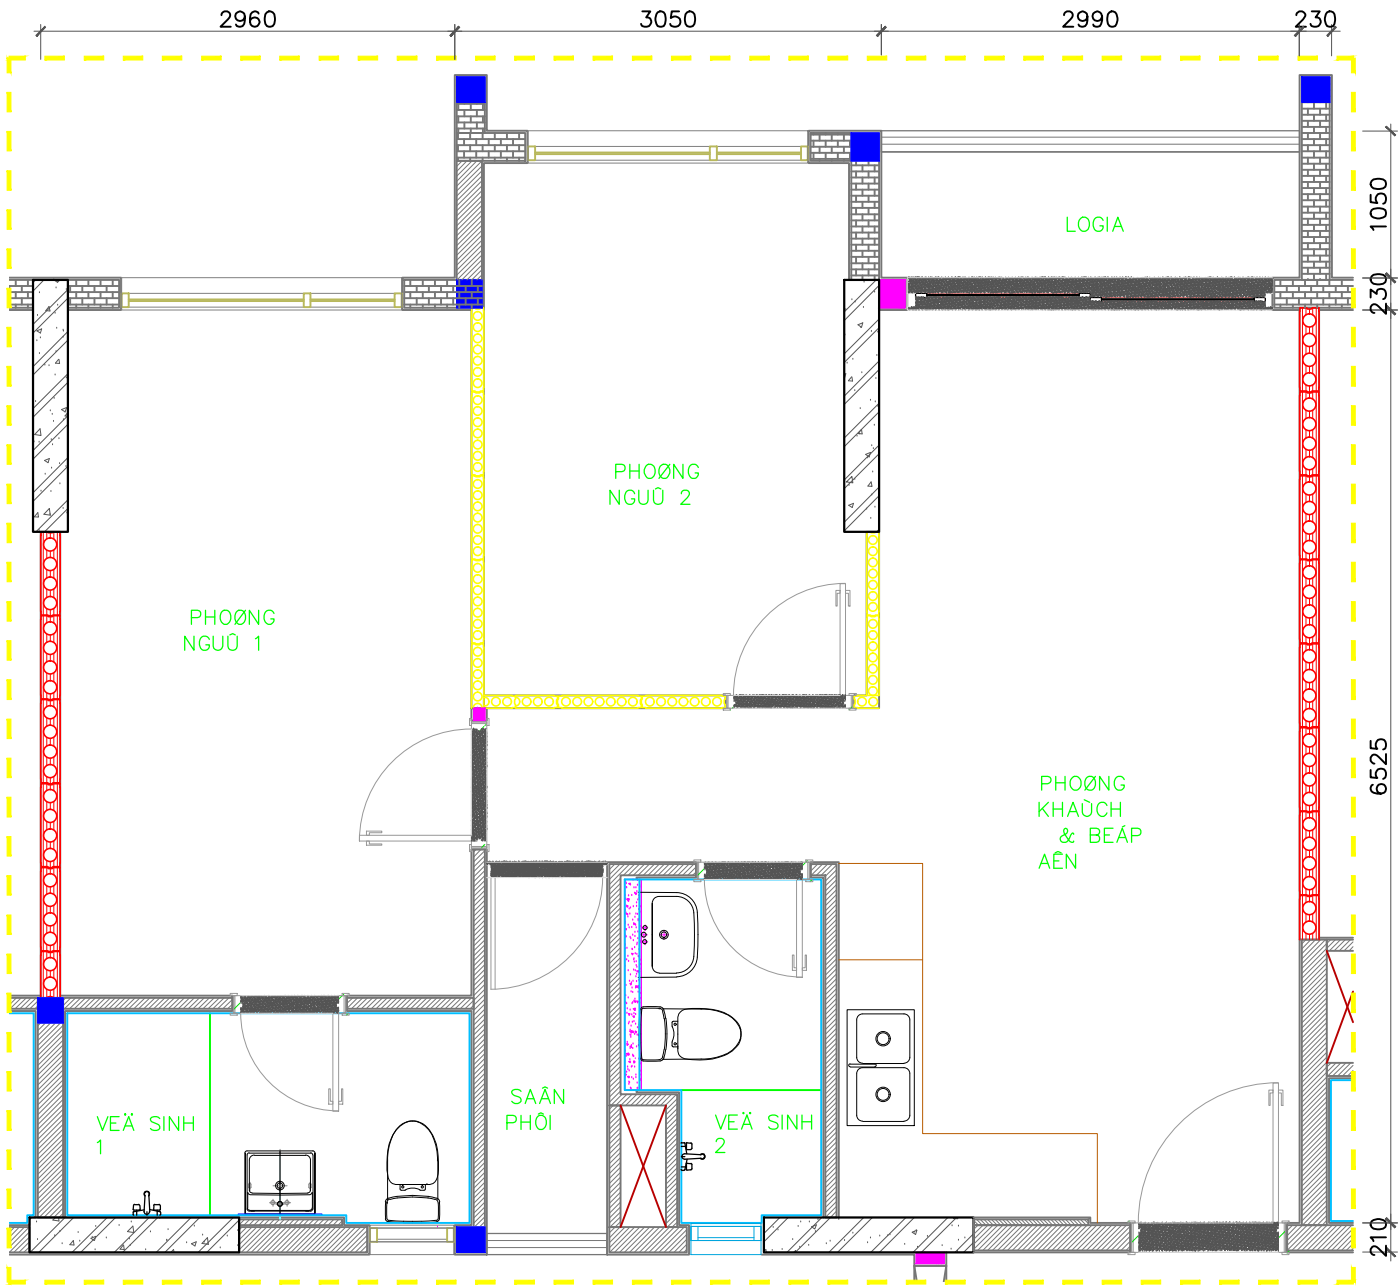 2960
3050
2990
230
LOGIA
1050
230
PHOØNG
NGUÛ 2
PHOØNG
NGUÛ 1
PHOØNG
KHAÙCH
& BEÁP
AÊN
6525
SAÂN
PHÔI
VEÄ SINH
1
VEÄ SINH
2
210